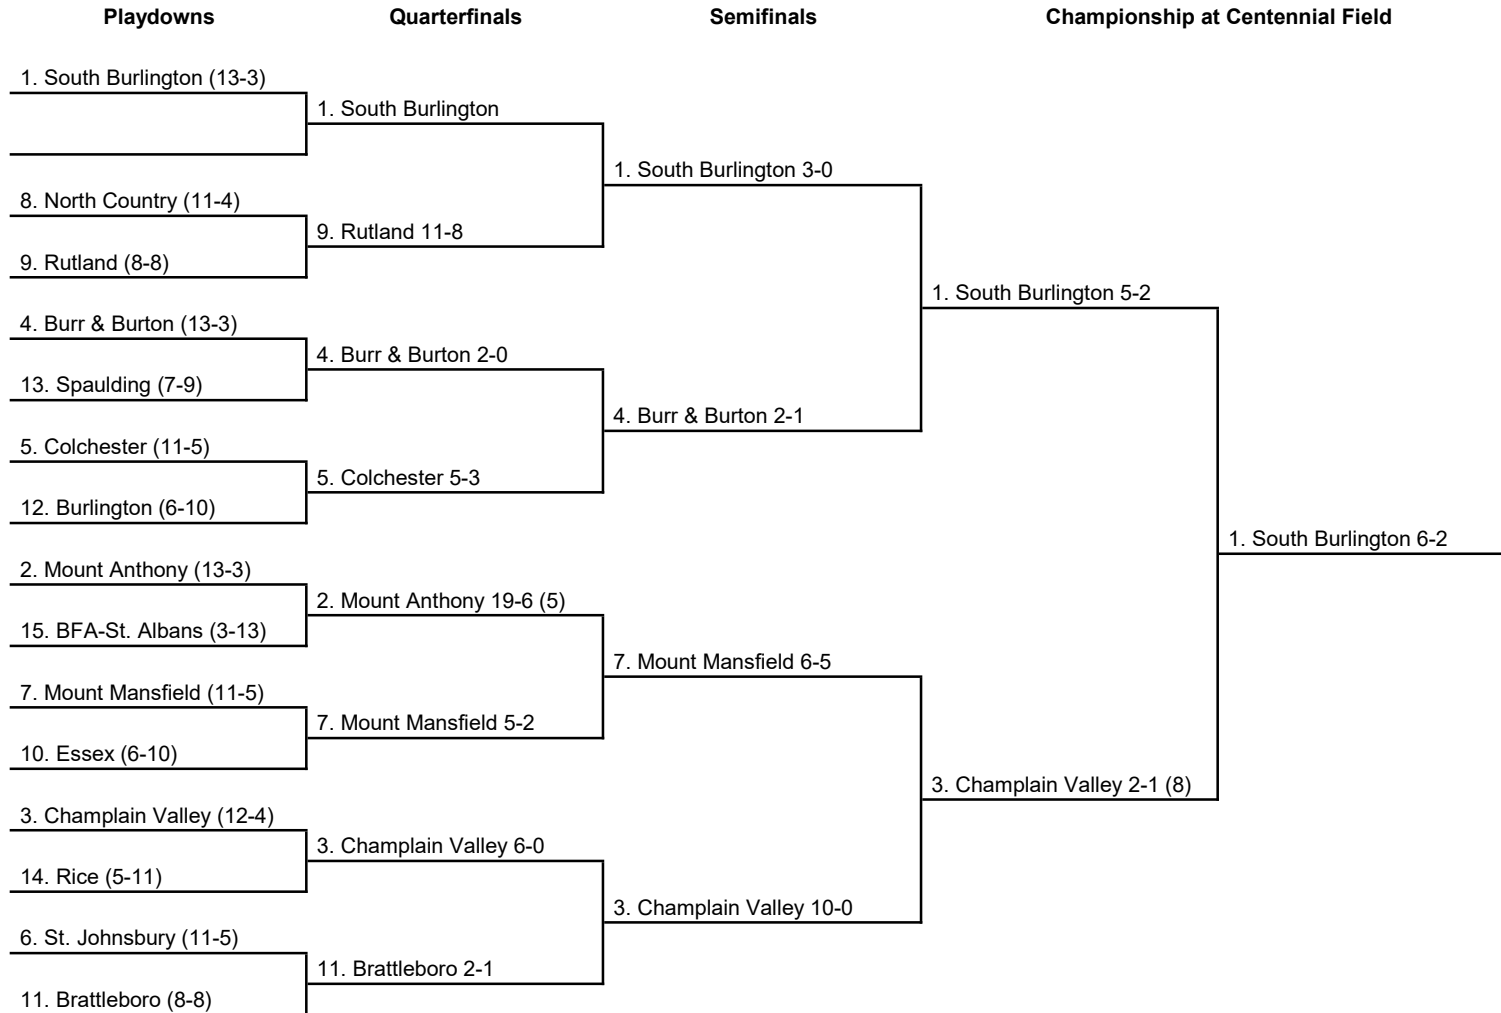 Playdowns Quarterfinals Semifinals Championship at Centennial Field
1. South Burlington (13-3)
1. South Burlington
1. South Burlington 3-0
8. North Country (11-4)
9. Rutland 11-8
9. Rutland (8-8)
1. South Burlington 5-2
4. Burr & Burton (13-3)
4. Burr & Burton 2-0
13. Spaulding (7-9)
4. Burr & Burton 2-1
5. Colchester (11-5)
5. Colchester 5-3
12. Burlington (6-10)
1. South Burlington 6-2
2. Mount Anthony (13-3)
2. Mount Anthony 19-6 (5)
15. BFA-St. Albans (3-13)
7. Mount Mansfield 6-5
7. Mount Mansfield (11-5)
7. Mount Mansfield 5-2
10. Essex (6-10)
3. Champlain Valley 2-1 (8)
3. Champlain Valley (12-4)
3. Champlain Valley 6-0
14. Rice (5-11)
3. Champlain Valley 10-0
6. St. Johnsbury (11-5)
11. Brattleboro 2-1
11. Brattleboro (8-8)